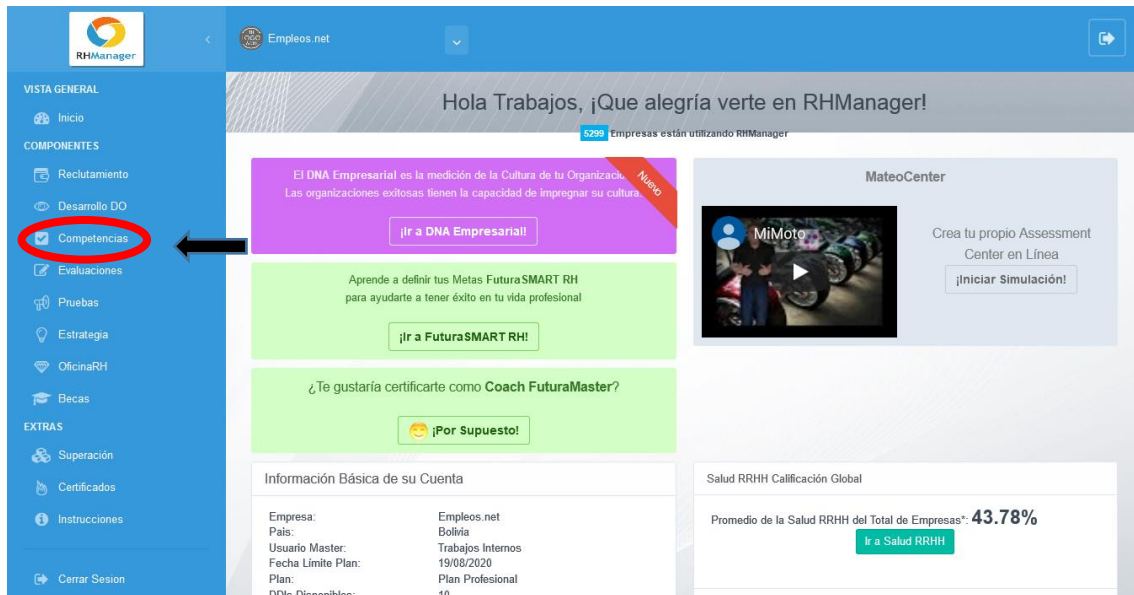 RHManager
Empleos.net
VISTA GENERAL
Inicio
COMPONENTES
Reclutamiento
Desarrollo DO
Competencias
Evaluaciones
Pruebas
Estrategia
OficinaRH
Becas
EXTRAS
Superación
Certificados
Instrucciones
Cerrar Sesion
Hola Trabajos, ¡Que alegría verte en RHManager!
5299 Empresas están utilizando RHManager
El DNA Empresarial es la medición de la Cultura de tu
Las organizaciones exitosas tienen la capacidad de impregnar su cultura.
Nuevo
¡Ir a DNA Empresarial!
Aprende a definir tus Metas FuturaSMART RH
para ayudarte a tener éxito en tu vida profesional
¡Ir a FuturaSMART RH!
¿Te gustaría certificarte como Coach FuturaMaster?
¡Por Supuesto!
MateoCenter
MiMoto
Crea tu propio Assessment
Center en Línea
¡Iniciar Simulación!
Información Básica de su Cuenta
Empresa: Empleos.net
Pais: Bolivia
Usuario Master: Trabajos Internos
Fecha Límite Plan: 19/08/2020
Plan: Plan Profesional
DDIs Disponibles: 10
Salud RRHH Calificación Global
Promedio de la Salud RRHH del Total de Empresas*: 43.78%
Ir a Salud RRHH